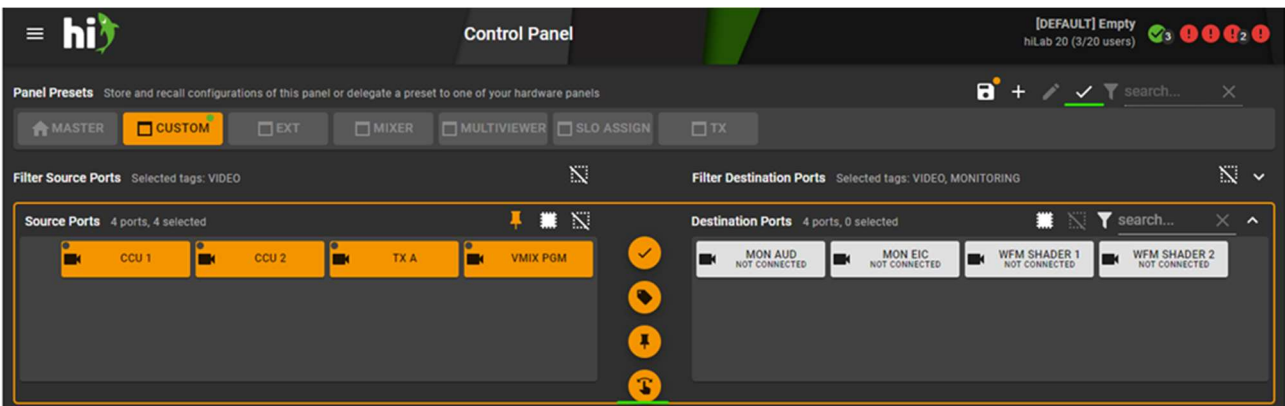 hi
Control Panel
[DEFAULT] Empty
hiLab 20 (3/20 users)
3 ! ! ! 2 !
Panel Presets Store and recall configurations of this panel or delegate a preset to one of your hardware panels
search...
MASTER CUSTOM EXT MIXER MULTIVIEWER SLO ASSIGN TX
Filter Source Ports Selected tags: VIDEO
Filter Destination Ports Selected tags: VIDEO, MONITORING
Source Ports 4 ports, 4 selected
Destination Ports 4 ports, 0 selected
search...
CCU 1 CCU 2 TX A VMIX PGM
MON AUD MON EIC WFM SHADER 1 WFM SHADER 2
NOT CONNECTED NOT CONNECTED NOT CONNECTED NOT CONNECTED